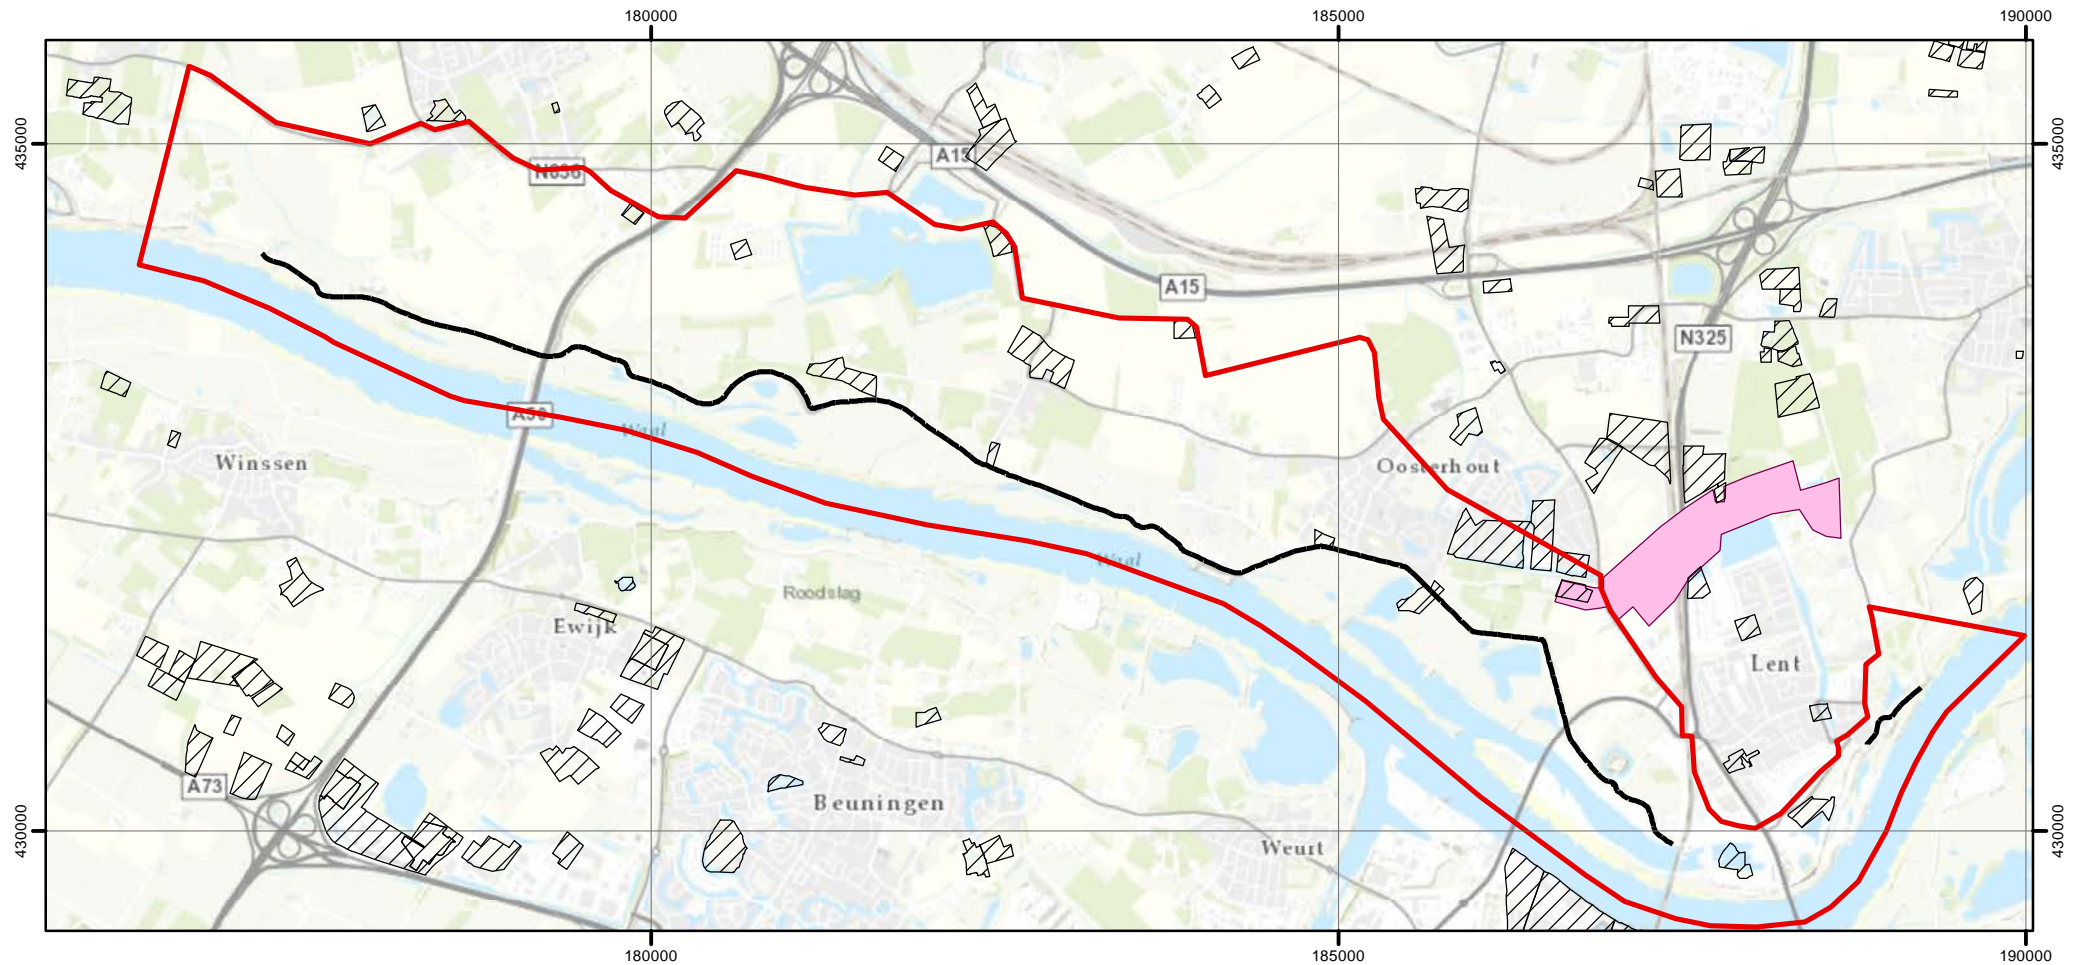 180000
185000
190000
435000
435000
A15
N836
A15
N325
A50
Waal
Winssen
Oosterhout
Waal
Roodslag
Ewijk
Lent
A73
Beuningen
430000
430000
Weurt
180000
185000
190000